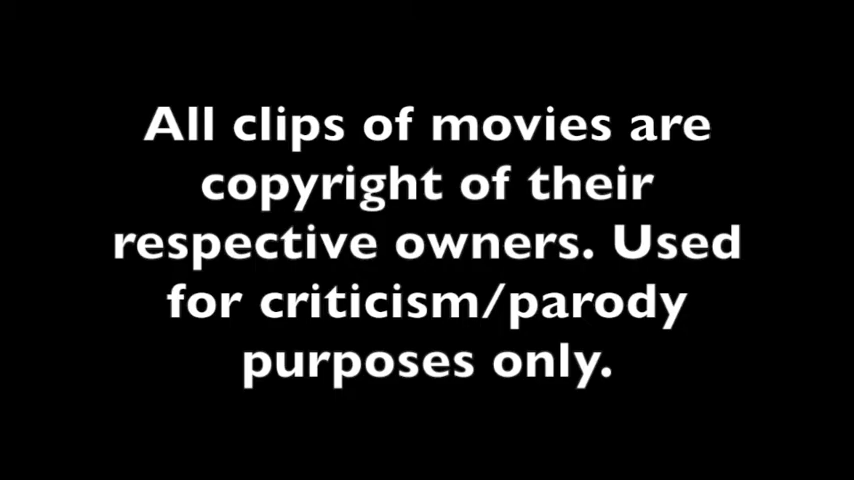 All clips of movies are
copyright of their
respective owners. Used
for criticism/parody
purposes only.